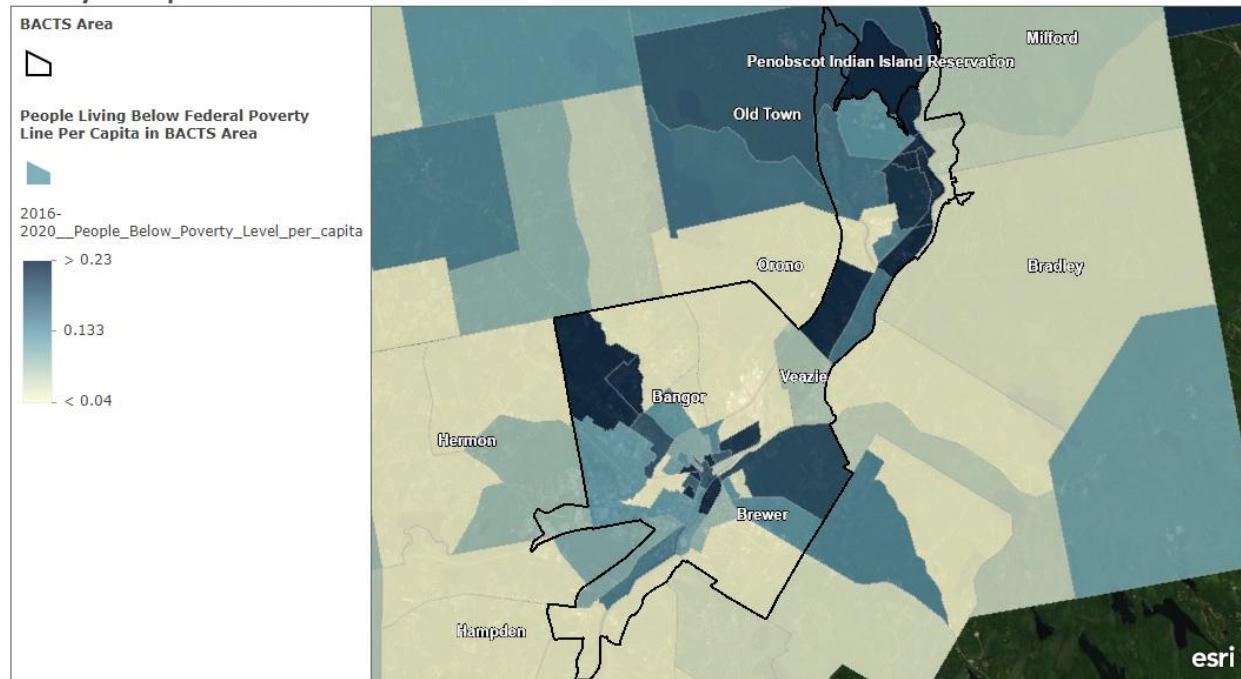 BACTS Area
People Living Below Federal Poverty
Line Per Capita in BACTS Area
2016-
2020__People_Below_Poverty_Level_per_capita
> 0.23
0.133
< 0.04
Milford
Penobscot Indian Island Reservation
Old Town
Orono
Bradley
Veazie
Bangor
Hermon
Brewer
Hampden
esri